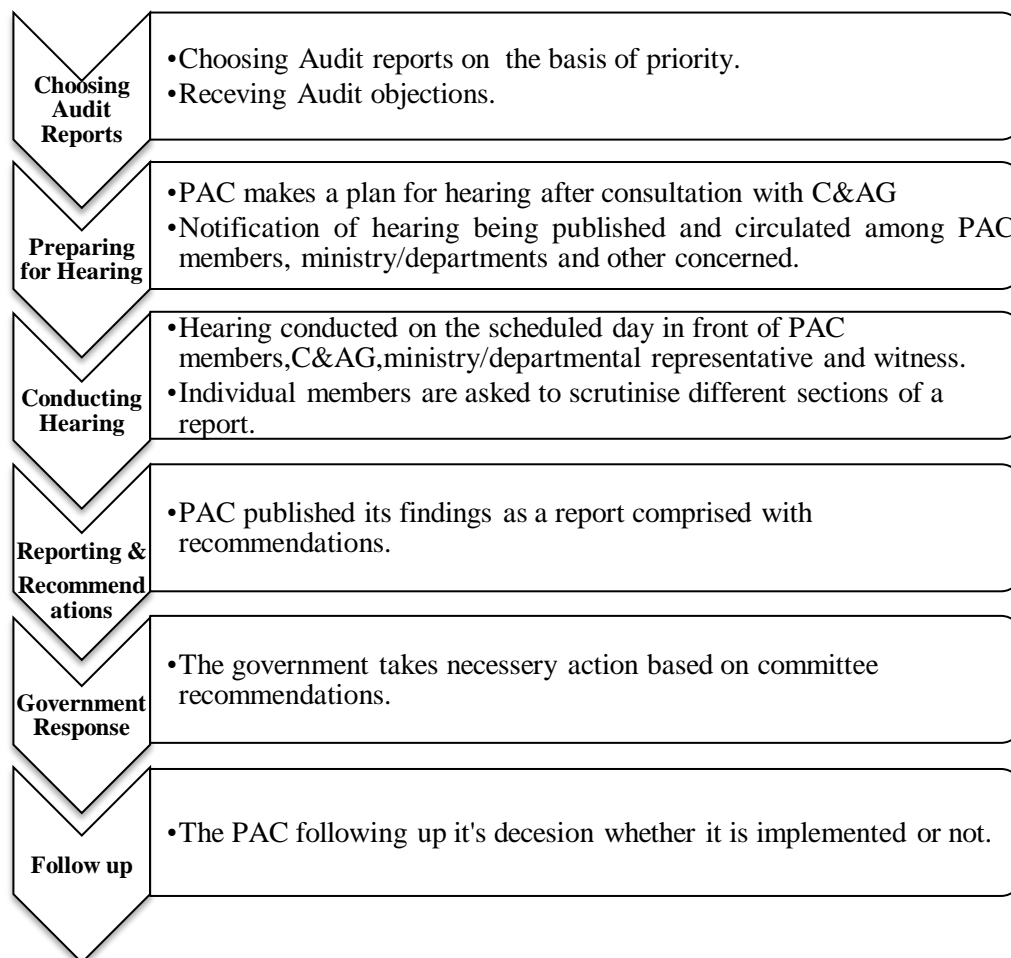 Choosing
Audit
Reports
•Choosing Audit reports on the basis of priority.
•Receving Audit objections.
Preparing
for Hearing
•PAC makes a plan for hearing after consultation with C&AG
•Notification of hearing being published and circulated among PAC
members, ministry/departments and other concerned.
Conducting
Hearing
•Hearing conducted on the scheduled day in front of PAC
members,C&AG,ministry/departmental representative and witness.
•Individual members are asked to scrutinise different sections of a
report.
Reporting &
Recommend
ations
•PAC published its findings as a report comprised with
recommendations.
Government
Response
•The government takes necessery action based on committee
recommendations.
Follow up
•The PAC following up it's decesion whether it is implemented or not.